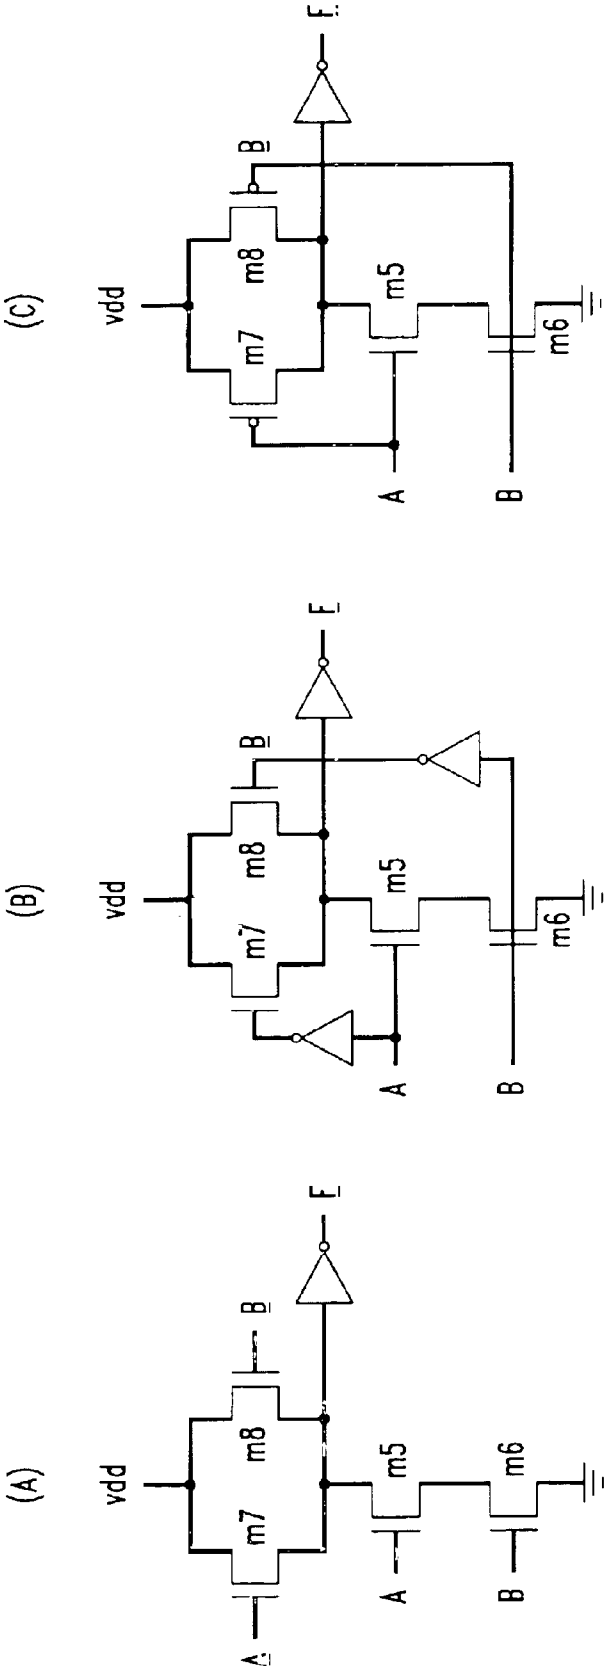 (A)
vdd
A̲ m7 m8 B̲
F̲
A m5
B m6
(B)
vdd
m7 m8 B̲
F̲
A m5
B m6
(C)
vdd
m7 m8 B̲
F̲
A m5
B m6